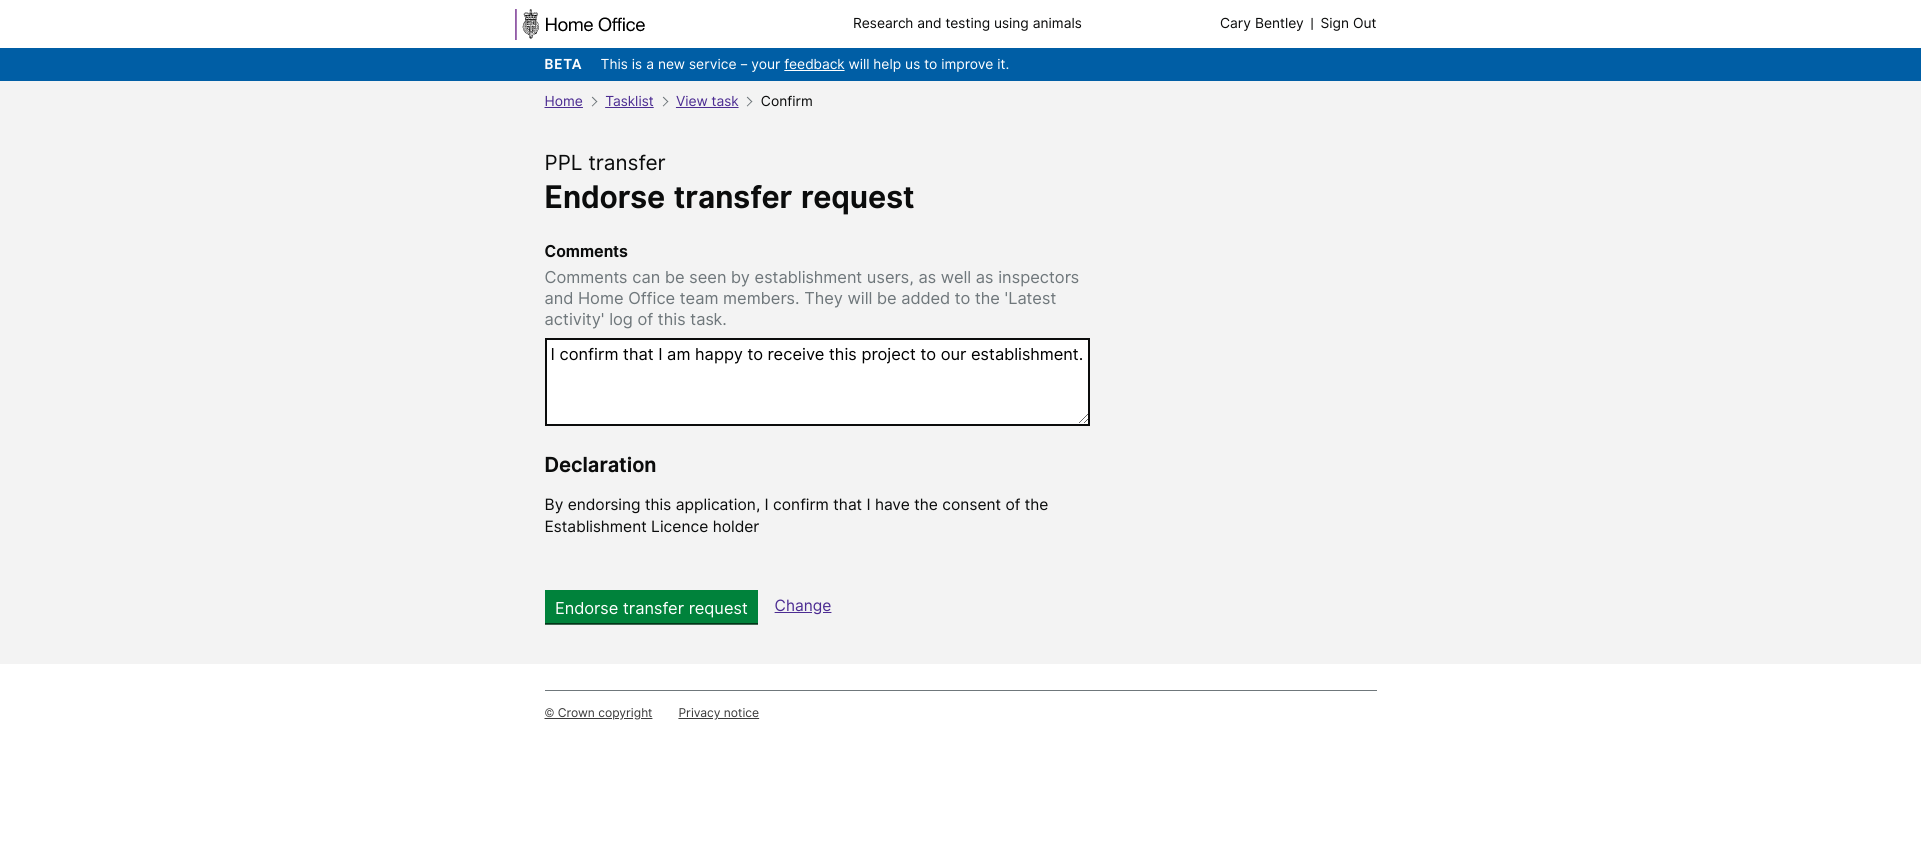 Home Office
Research and testing using animals
Cary Bentley | Sign Out
BETA This is a new service – your feedback will help us to improve it.
Home > Tasklist > View task > Confirm
PPL transfer
Endorse transfer request
Comments
Comments can be seen by establishment users, as well as inspectors
and Home Office team members. They will be added to the 'Latest
activity' log of this task.
I confirm that I am happy to receive this project to our establishment.
Declaration
By endorsing this application, I confirm that I have the consent of the
Establishment Licence holder
Endorse transfer request Change
© Crown copyright Privacy notice